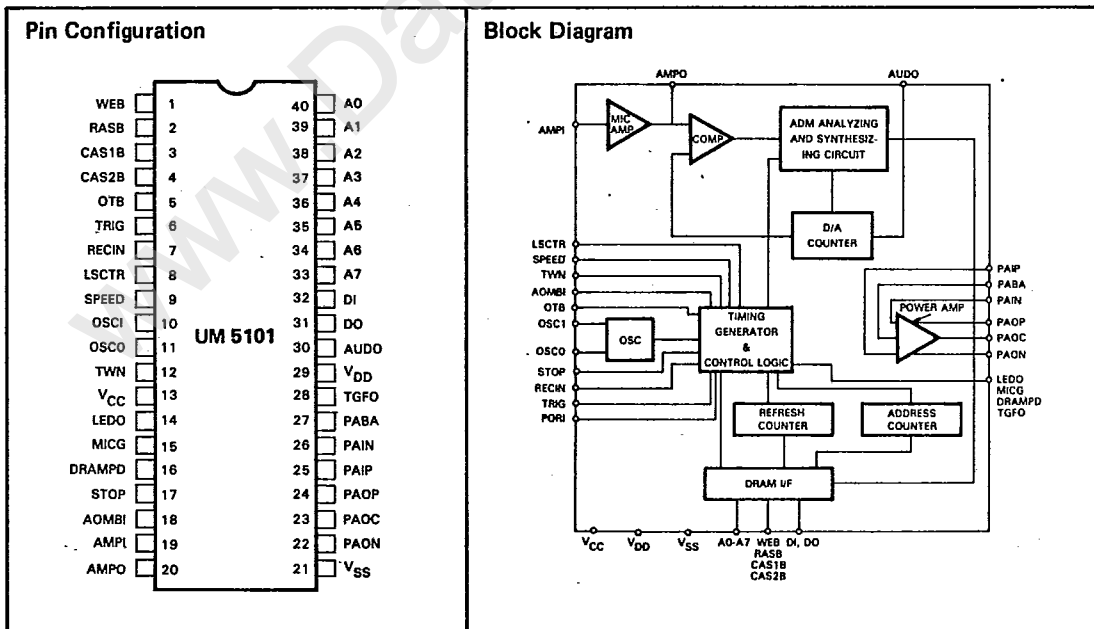 Pin Configuration
WEB 1
RASB 2
CAS1B 3
CAS2B 4
OTB 5
TRIG 6
RECIN 7
LSCTR 8
SPEED 9
OSCI 10
OSCO 11
TWN 12
VCC 13
LEDO 14
MICG 15
DRAMPD 16
STOP 17
AOMBI 18
AMPI 19
AMPO 20
UM 5101
40 A0
39 A1
38 A2
37 A3
36 A4
35 A5
34 A6
33 A7
32 DI
31 DO
30 AUDO
29 VDD
28 TGFO
27 PABA
26 PAIN
25 PAIP
24 PAOP
23 PAOC
22 PAON
21 VSS
Block Diagram
AMPO
AUDO
AMPI
MIC
AMP
COMP
ADM ANALYZING
AND SYNTHESIZ-
ING CIRCUIT
D/A
COUNTER
LSCTR
SPEED
TWN
AOMBI
OTB
OSC1
OSCO
STOP
RECIN
TRIG
PORI
OSC
TIMING
GENERATOR
&
CONTROL LOGIC
REFRESH
COUNTER
ADDRESS
COUNTER
DRAM I/F
POWER AMP
PAIP
PABA
PAIN
PAOP
PAOC
PAON
LEDO
MICG
DRAMPD
TGFO
VCC VDD VSS A0-A7 WEB DI, DO
RASB
CAS1B
CAS2B
www.Da